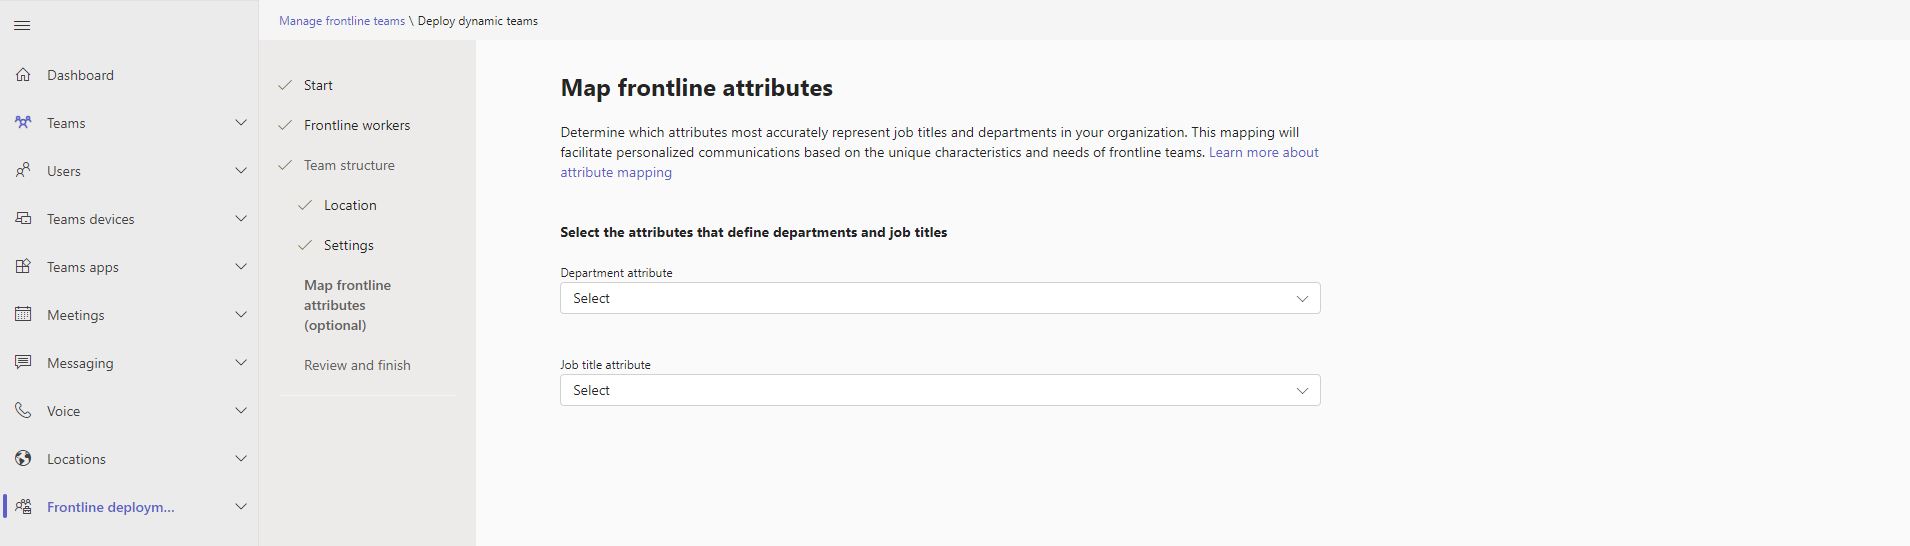 Manage frontline teams \ Deploy dynamic teams
Dashboard
Teams
Users
Teams devices
Teams apps
Meetings
Messaging
Voice
Locations
Frontline deploym...
Start
Frontline workers
Team structure
Location
Settings
Map frontline
attributes
(optional)
Review and finish
Map frontline attributes
Determine which attributes most accurately represent job titles and departments in your organization. This mapping will
facilitate personalized communications based on the unique characteristics and needs of frontline teams. Learn more about
attribute mapping
Select the attributes that define departments and job titles
Department attribute
Select
Job title attribute
Select